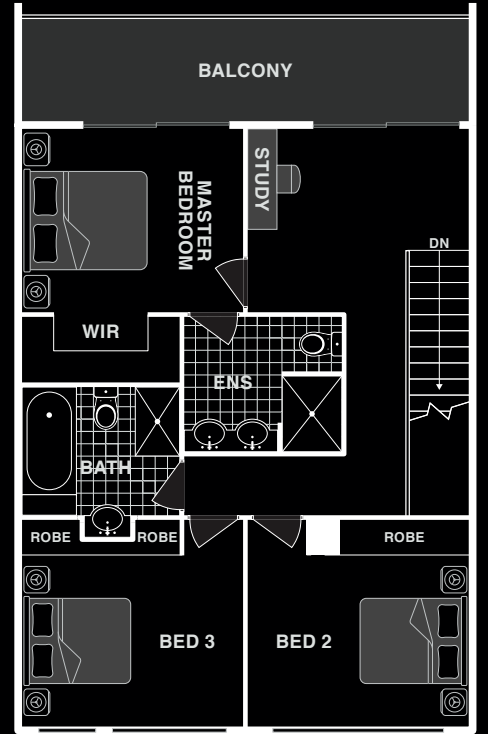 BALCONY
STUDY
MASTER
BEDROOM
DN
WIR
ENS
BATH
ROBE
ROBE
ROBE
BED 3
BED 2